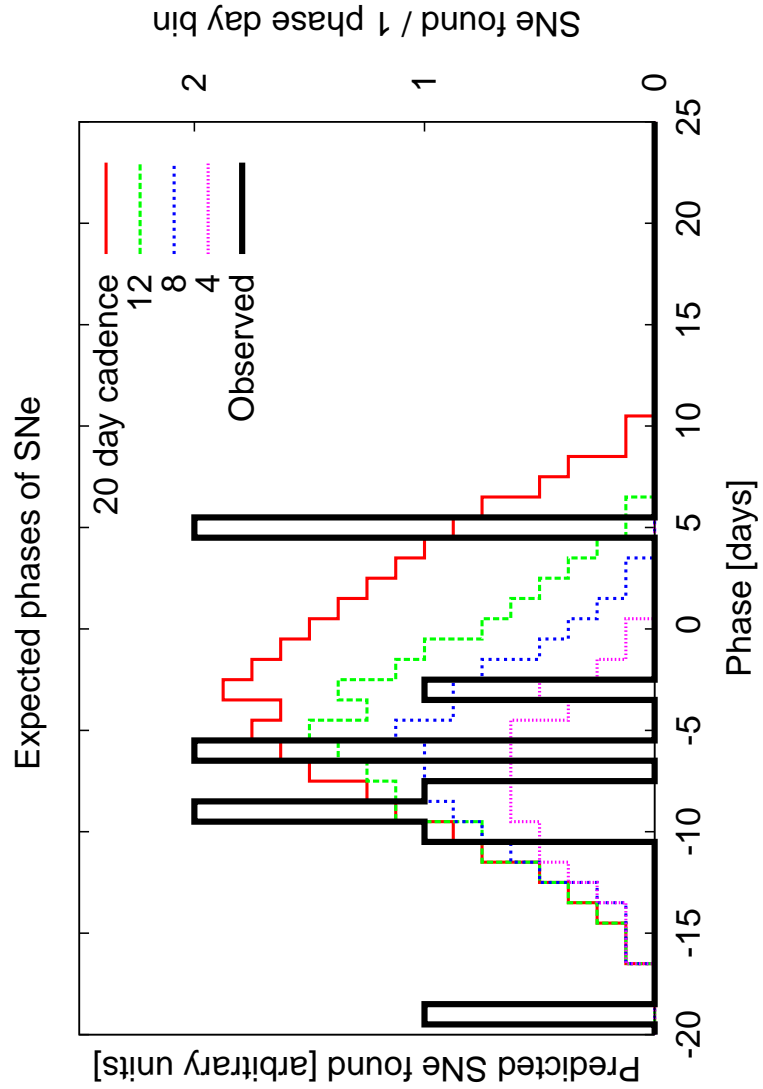 Expected phases of SNe
Predicted SNe found [arbitrary units]
SNe found / 1 phase day bin
2
1
0
20 day cadence
12
8
4
Observed
-20
-15
-10
-5
0
5
10
15
20
25
Phase [days]